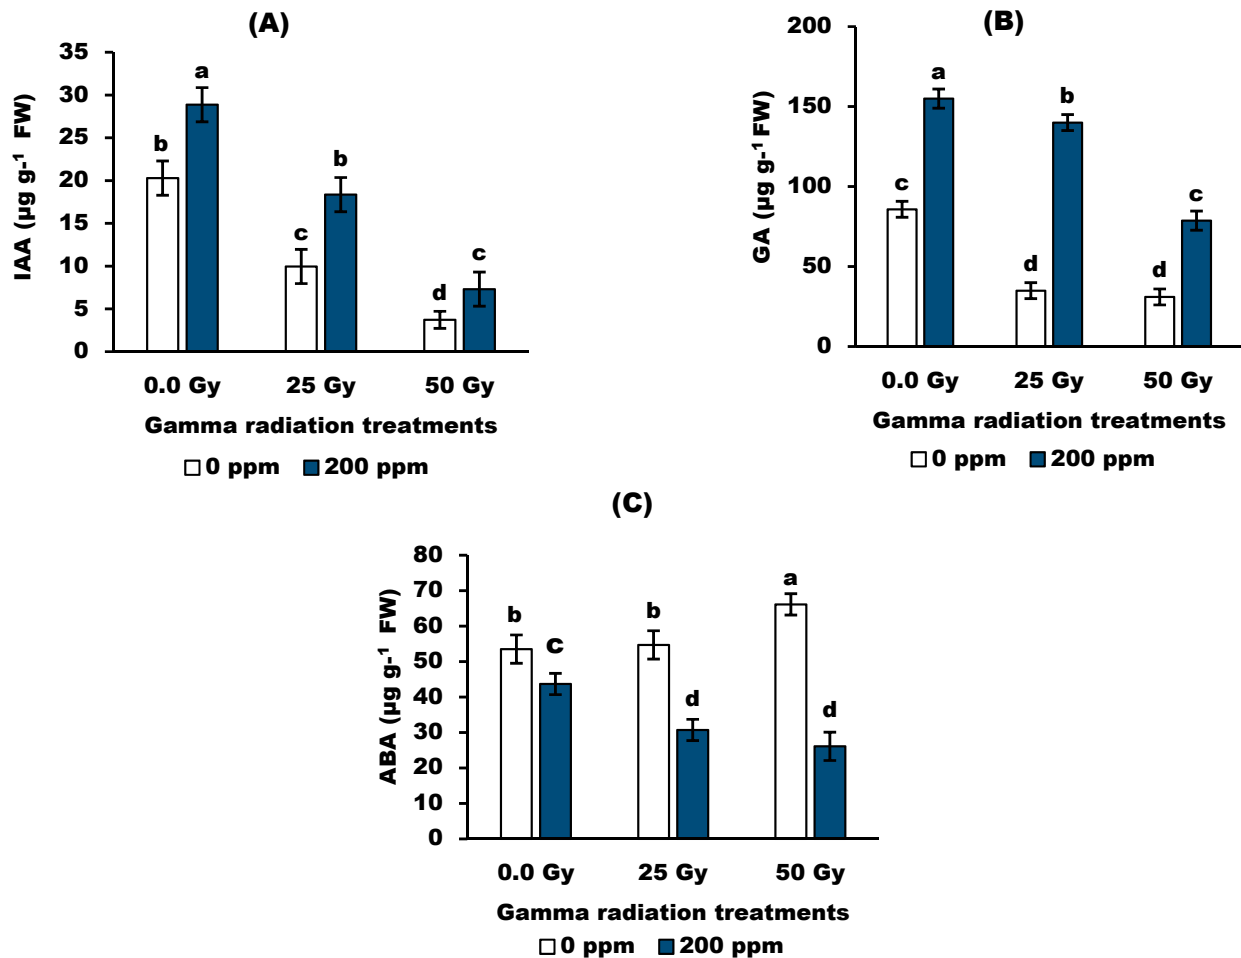 (A)
35
30
25
20
15
10
5
0
IAA (µg g-¹ FW)
b
a
c
b
d
c
0.0 Gy 25 Gy 50 Gy
Gamma radiation treatments
0 ppm 200 ppm
(B)
200
150
100
50
0
GA (µg g-¹ FW)
c
a
d
b
d
c
0.0 Gy 25 Gy 50 Gy
Gamma radiation treatments
0 ppm 200 ppm
(C)
80
70
60
50
40
30
20
10
0
ABA (µg g-¹ FW)
b
C
b
d
a
d
0.0 Gy 25 Gy 50 Gy
Gamma radiation treatments
0 ppm 200 ppm